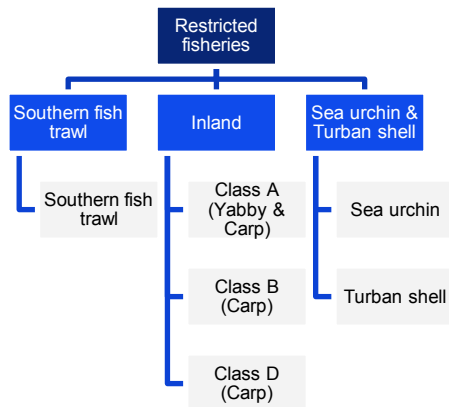 Restricted
fisheries
Southern fish
trawl
Inland
Sea urchin &
Turban shell
Southern fish
trawl
Class A
(Yabby &
Carp)
Sea urchin
Class B
(Carp)
Turban shell
Class D
(Carp)